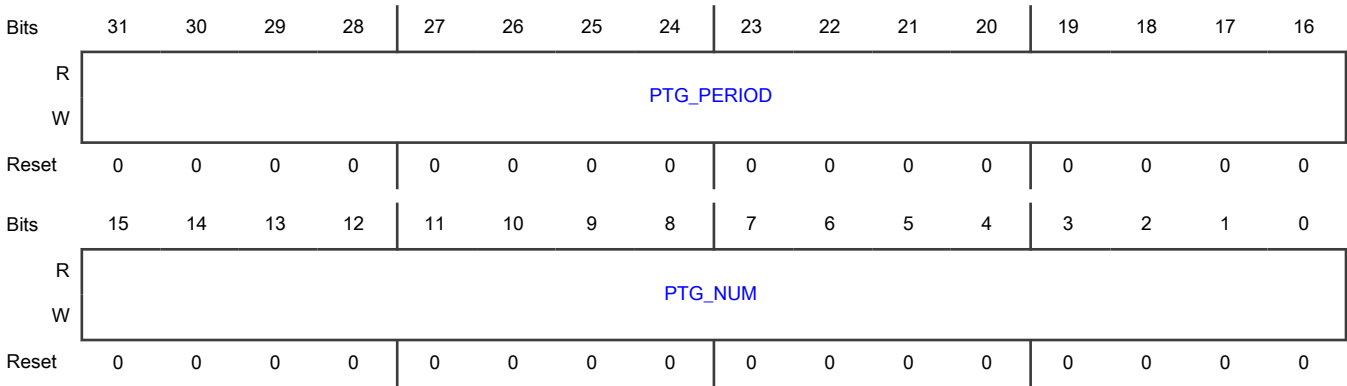 Bits 31 30 29 28 27 26 25 24 23 22 21 20 19 18 17 16
R
PTG_PERIOD
W
Reset 0 0 0 0 0 0 0 0 0 0 0 0 0 0 0 0
Bits 15 14 13 12 11 10 9 8 7 6 5 4 3 2 1 0
R
PTG_NUM
W
Reset 0 0 0 0 0 0 0 0 0 0 0 0 0 0 0 0